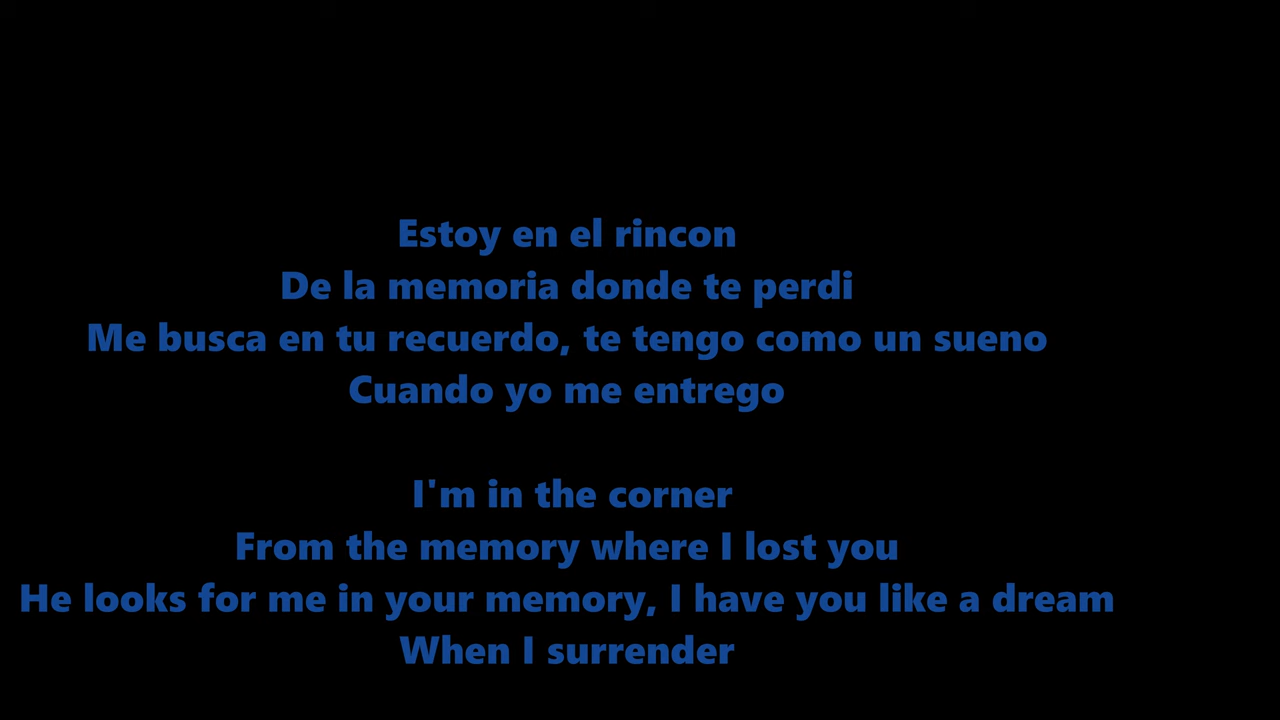 Estoy en el rincon
De la memoria donde te perdi
Me busca en tu recuerdo, te tengo como un sueno
Cuando yo me entrego
I'm in the corner
From the memory where I lost you
He looks for me in your memory, I have you like a dream
When I surrender